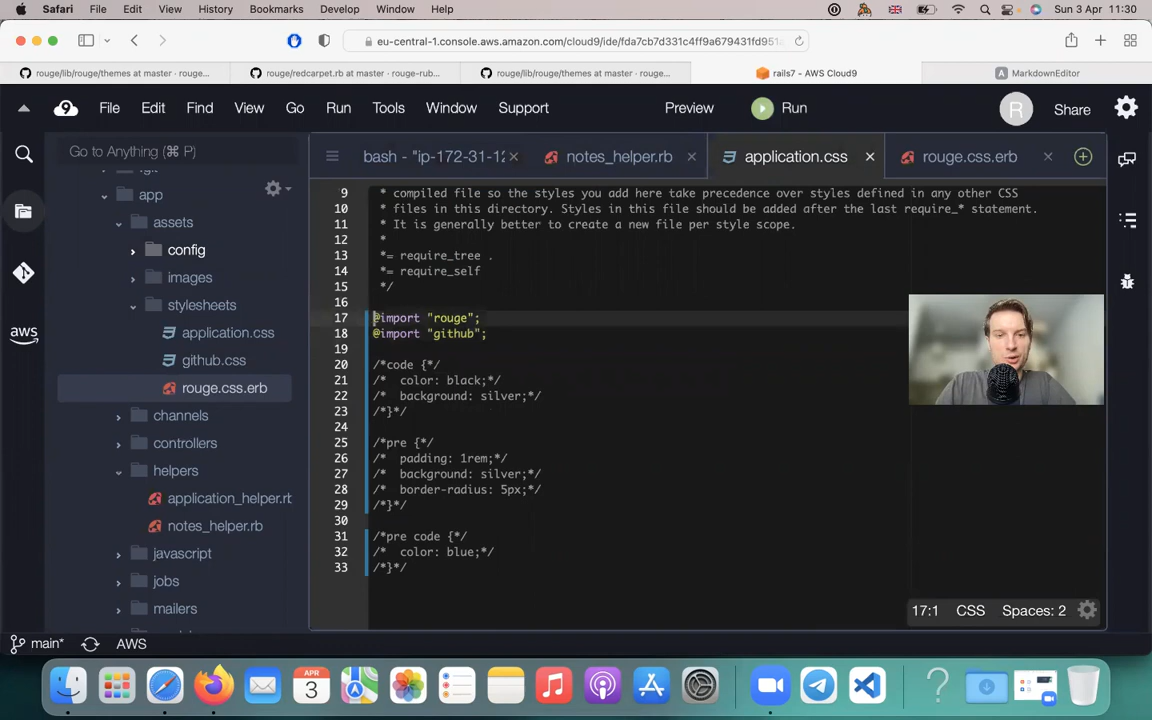 Safari File Edit View History Bookmarks Develop Window Help Sun 3 Apr 11:30
eu-central-1.console.aws.amazon.com/cloud9/ide/fda7cb7d331c4ff9a679431fd951
rouge/lib/rouge/themes at master · rouge... rouge/redcarpet.rb at master · rouge-rub... rouge/lib/rouge/themes at master · rouge... rails7 - AWS Cloud9 A MarkdownEditor
9 File Edit Find View Go Run Tools Window Support Preview Run R Share
Go to Anything (⌘ P)
bash - "ip-172-31-12 × notes_helper.rb × application.css × rouge.css.erb ×
app
assets
config
images
stylesheets
application.css
github.css
rouge.css.erb
channels
controllers
helpers
application_helper.rb
notes_helper.rb
javascript
jobs
mailers
aws
9 * compiled file so the styles you add here take precedence over styles defined in any other CSS
10 * files in this directory. Styles in this file should be added after the last require_* statement.
11 * It is generally better to create a new file per style scope.
12 *
13 *= require_tree .
14 *= require_self
15 */
16
17 @import "rouge";
18 @import "github";
19
20 /*code {*/
21 /*  color: black;*/
22 /*  background: silver;*/
23 /*}*/
24
25 /*pre {*/
26 /*  padding: 1rem;*/
27 /*  background: silver;*/
28 /*  border-radius: 5px;*/
29 /*}*/
30
31 /*pre code {*/
32 /*  color: blue;*/
33 /*}*/
17:1 CSS Spaces: 2
main* AWS
APR
3